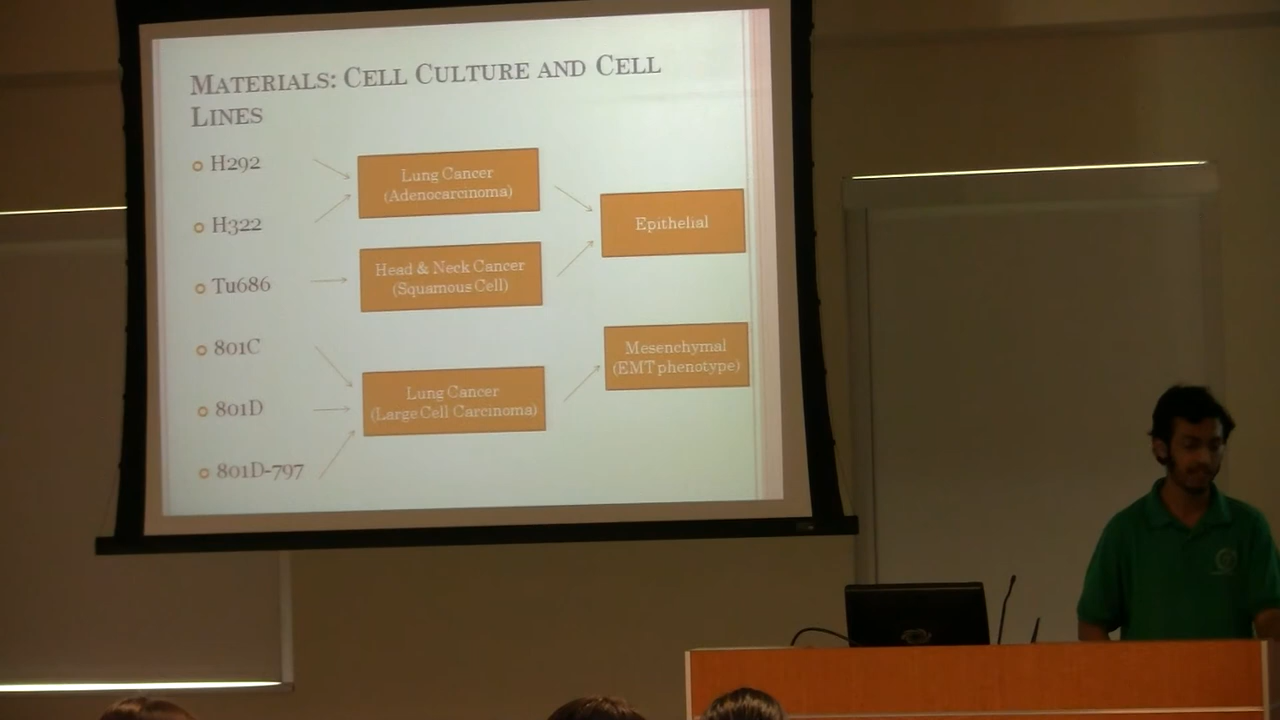 MATERIALS: CELL CULTURE AND CELL
LINES
H292
H322
Tu686
801C
801D
801D-797
Lung Cancer
(Adenocarcinoma)
Head & Neck Cancer
(Squamous Cell)
Lung Cancer
(Large Cell Carcinoma)
Epithelial
Mesenchymal
(EMT phenotype)